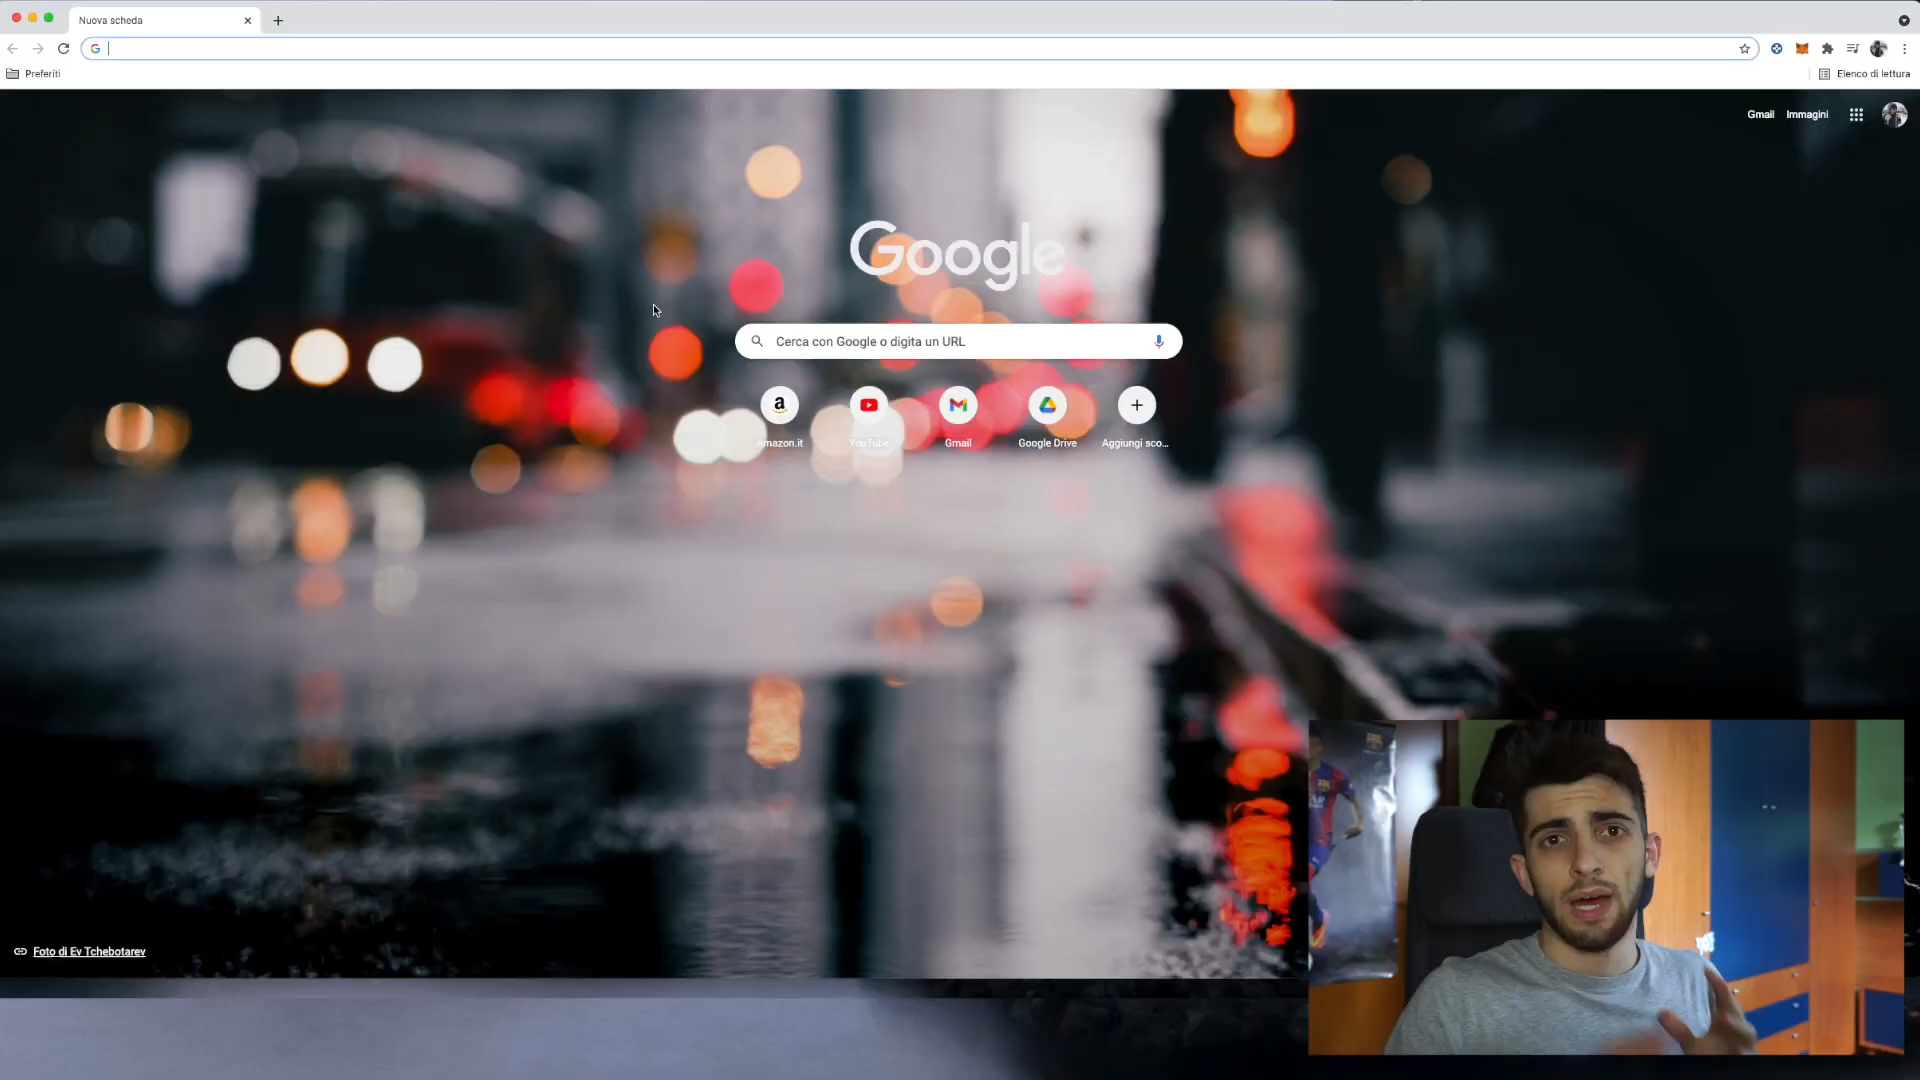 Nuova scheda
Preferiti
Elenco di lettura
Gmail Immagini
Google
Cerca con Google o digita un URL
a
Amazon.it YouTube Gmail Google Drive Aggiungi sco...
Foto di Ev Tchebotarev